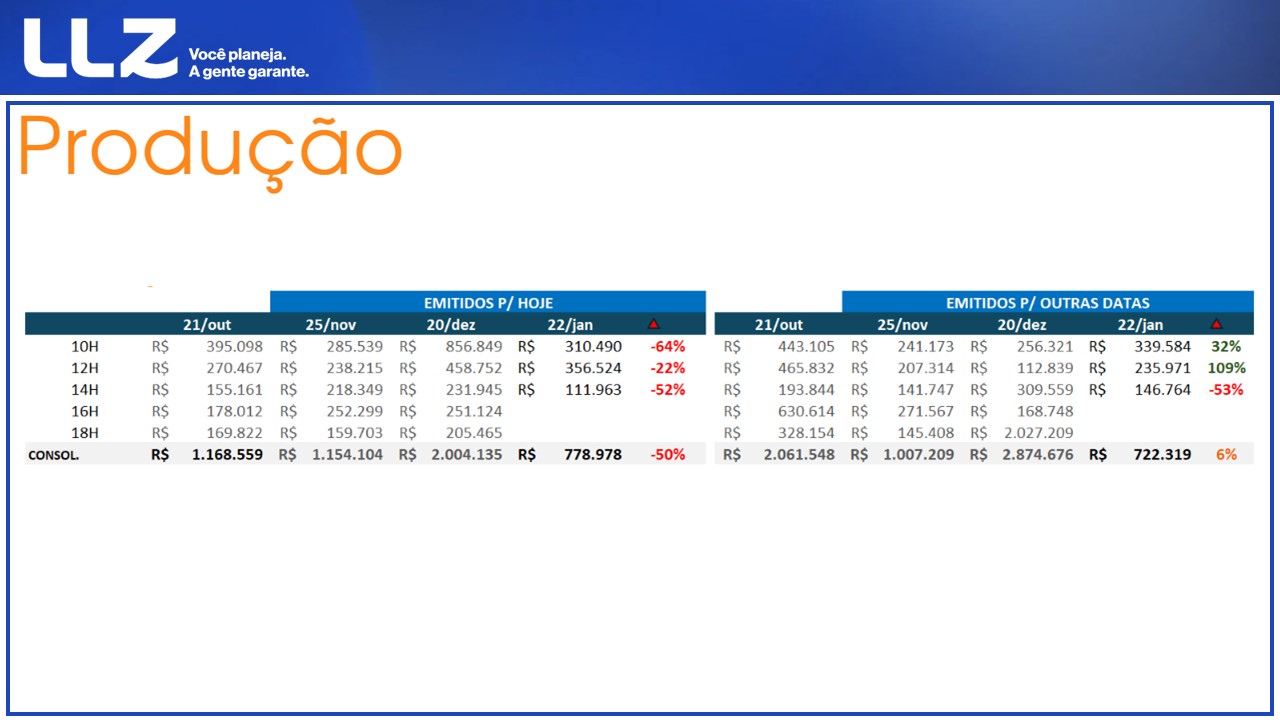 LLZ
Você planeja.
A gente garante.
Produção
EMITIDOS P/ HOJE EMITIDOS P/ OUTRAS DATAS
21/out 25/nov 20/dez 22/jan 21/out 25/nov 20/dez 22/jan
10H R$ 395.098 R$ 285.539 R$ 856.849 R$ 310.490 -64% R$ 443.105 R$ 241.173 R$ 256.321 R$ 339.584 32%
12H R$ 270.467 R$ 238.215 R$ 458.752 R$ 356.524 -22% R$ 465.832 R$ 207.314 R$ 112.839 R$ 235.971 109%
14H R$ 155.161 R$ 218.349 R$ 231.945 R$ 111.963 -52% R$ 193.844 R$ 141.747 R$ 309.559 R$ 146.764 -53%
16H R$ 178.012 R$ 252.299 R$ 251.124 R$ 630.614 R$ 271.567 R$ 168.748
18H R$ 169.822 R$ 159.703 R$ 205.465 R$ 328.154 R$ 145.408 R$ 2.027.209
CONSOL. R$ 1.168.559 R$ 1.154.104 R$ 2.004.135 R$ 778.978 -50% R$ 2.061.548 R$ 1.007.209 R$ 2.874.676 R$ 722.319 6%